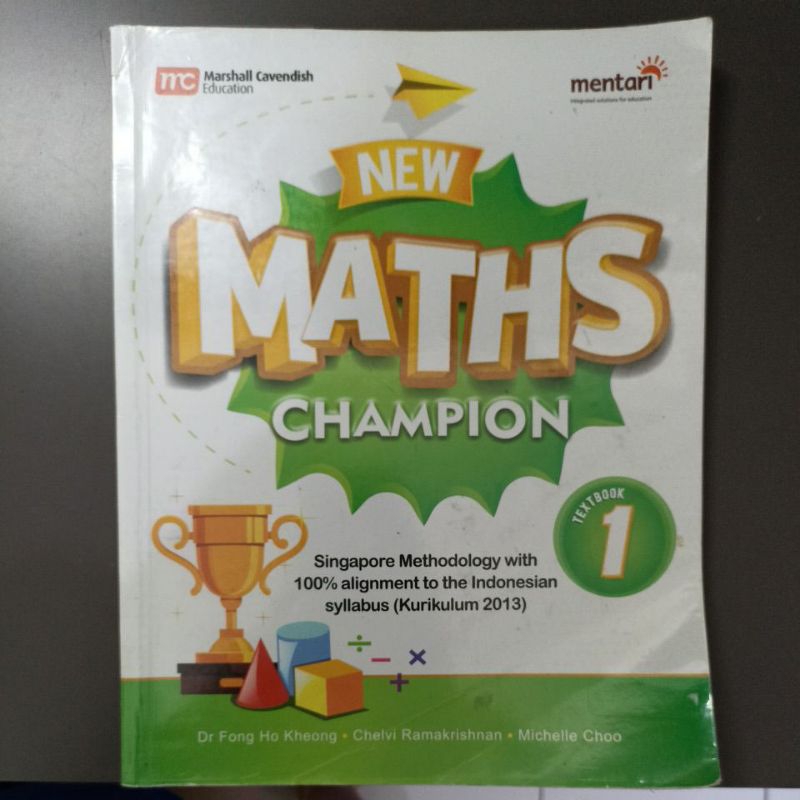 mc Marshall Cavendish
Education
mentari
integrated solutions for education
NEW
MATHS
CHAMPION
TEXTBOOK
1
Singapore Methodology with
100% alignment to the Indonesian
syllabus (Kurikulum 2013)
÷
− ×
+
Dr Fong Ho Kheong • Chelvi Ramakrishnan • Michelle Choo